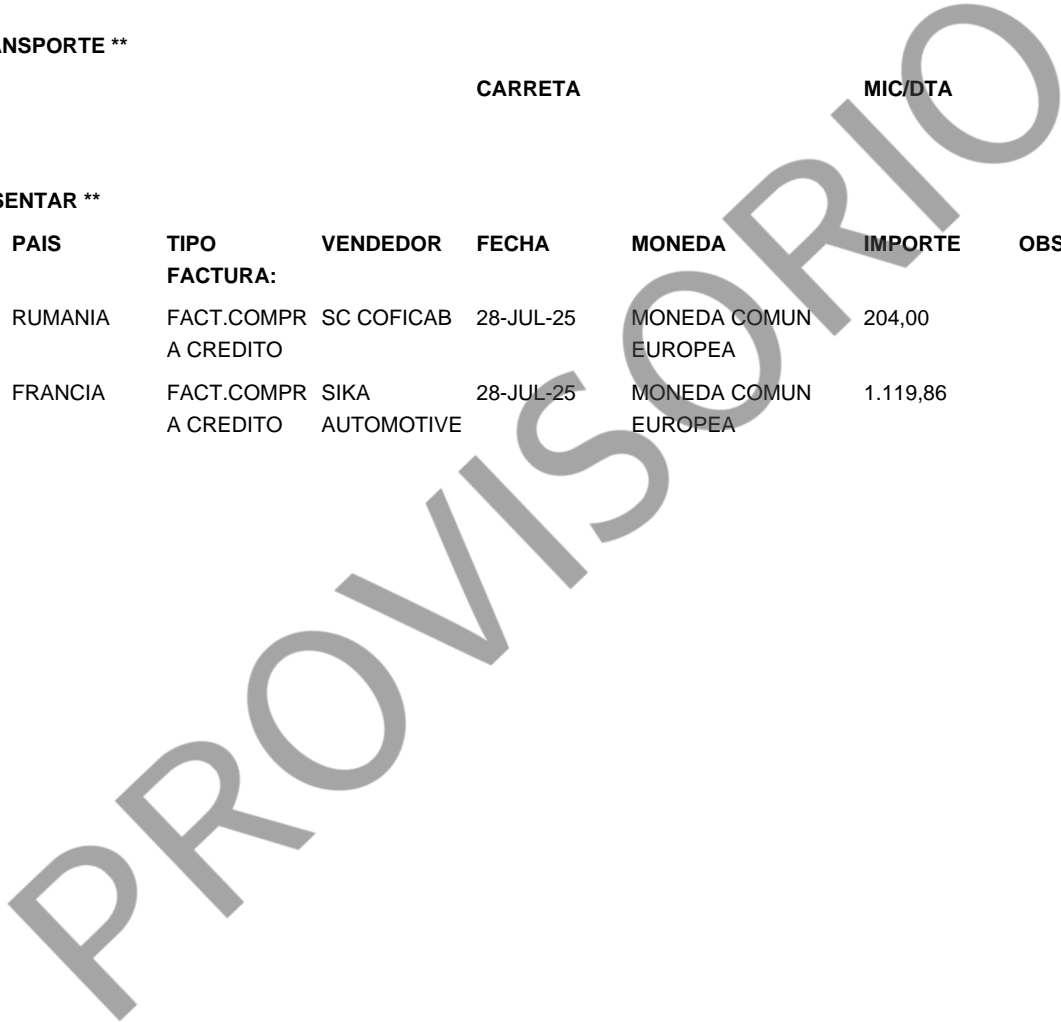 ANSPORTE **
CARRETA MIC/DTA
SENTAR **
PAIS TIPO VENDEDOR FECHA MONEDA IMPORTE OBS
FACTURA:
RUMANIA FACT.COMPR SC COFICAB 28-JUL-25 MONEDA COMUN 204,00
A CREDITO EUROPEA
FRANCIA FACT.COMPR SIKA 28-JUL-25 MONEDA COMUN 1.119,86
A CREDITO AUTOMOTIVE EUROPEA
PROVISORIO